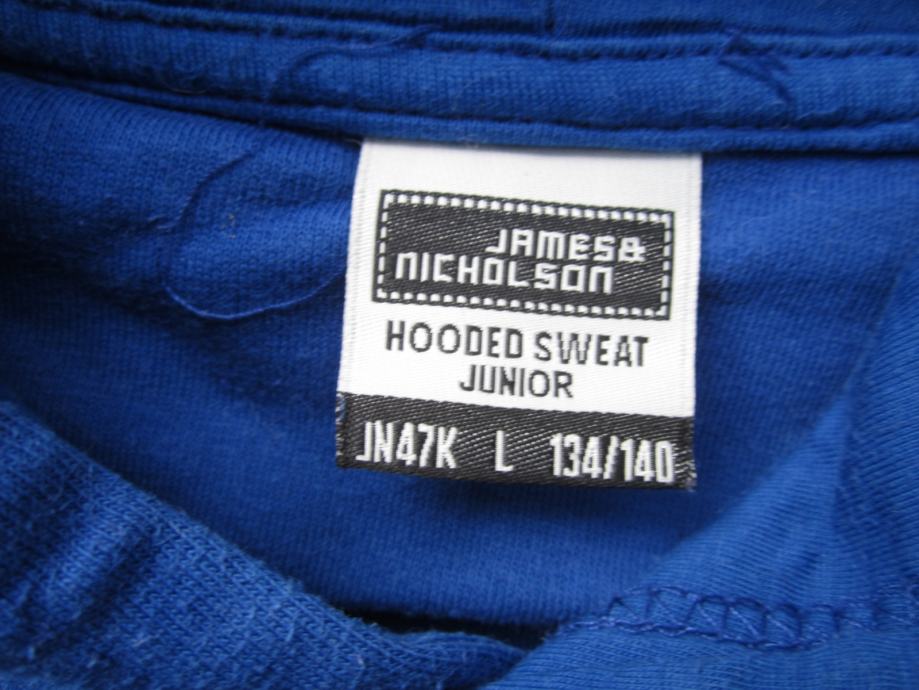 JAMES&
NICHOLSON
HOODED SWEAT
JUNIOR
JN47K L 134/140